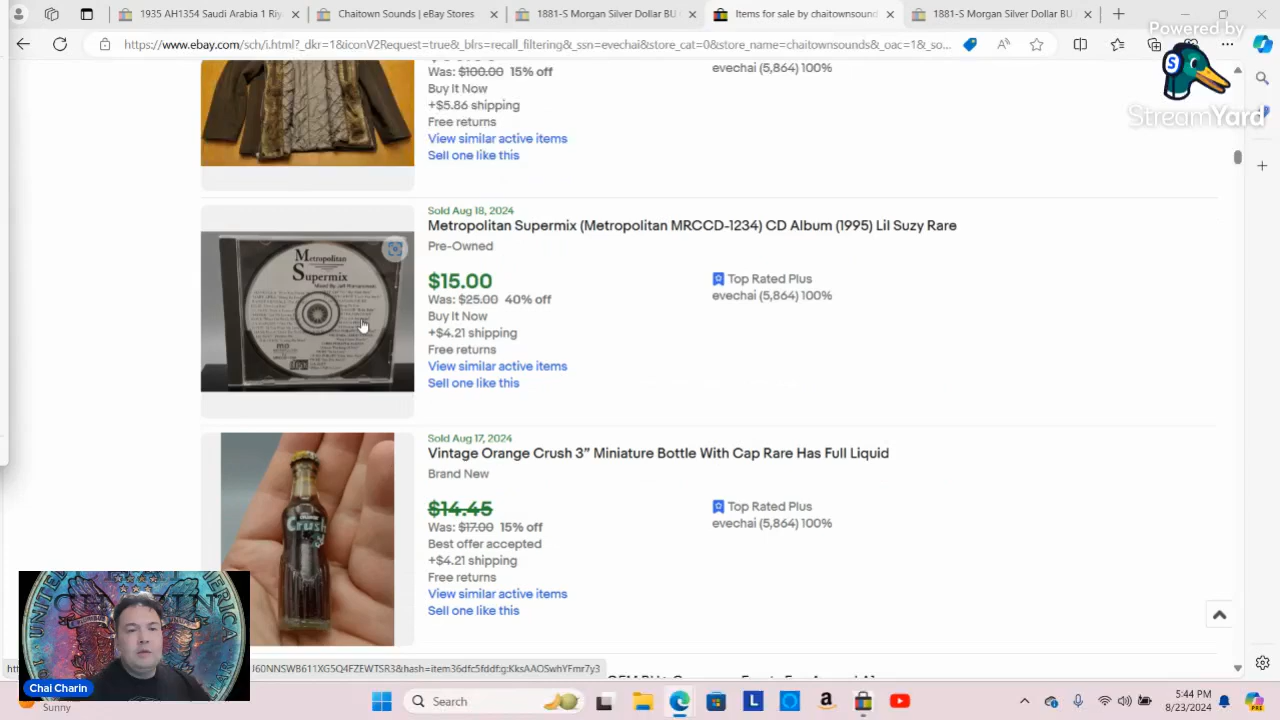 1935 AH1354 Saudi Arabia 1 Riy
Chaitown Sounds | eBay Stores
1881-S Morgan Silver Dollar BU
Items for sale by chaitownsound
1881-S Morgan Silver Dollar BU
Powered by
StreamYard
https://www.ebay.com/sch/i.html?_dkr=1&iconV2Request=true&_blrs=recall_filtering&_ssn=evechai&store_cat=0&store_name=chaitownsounds&_oac=1&_so...
Was: $100.00 15% off
evechai (5,864) 100%
Buy It Now
+$5.86 shipping
Free returns
View similar active items
Sell one like this
Sold Aug 18, 2024
Metropolitan Supermix (Metropolitan MRCCD-1234) CD Album (1995) Lil Suzy Rare
Pre-Owned
$15.00
Top Rated Plus
Was: $25.00 40% off
evechai (5,864) 100%
Buy It Now
+$4.21 shipping
Free returns
View similar active items
Sell one like this
Metropolitan
Supermix
Sold Aug 17, 2024
Vintage Orange Crush 3” Miniature Bottle With Cap Rare Has Full Liquid
Brand New
$14.45
Top Rated Plus
Was: $17.00 15% off
evechai (5,864) 100%
Best offer accepted
+$4.21 shipping
Free returns
View similar active items
Sell one like this
Crush
Chai Charin
Sunny
Search
5:44 PM
8/23/2024